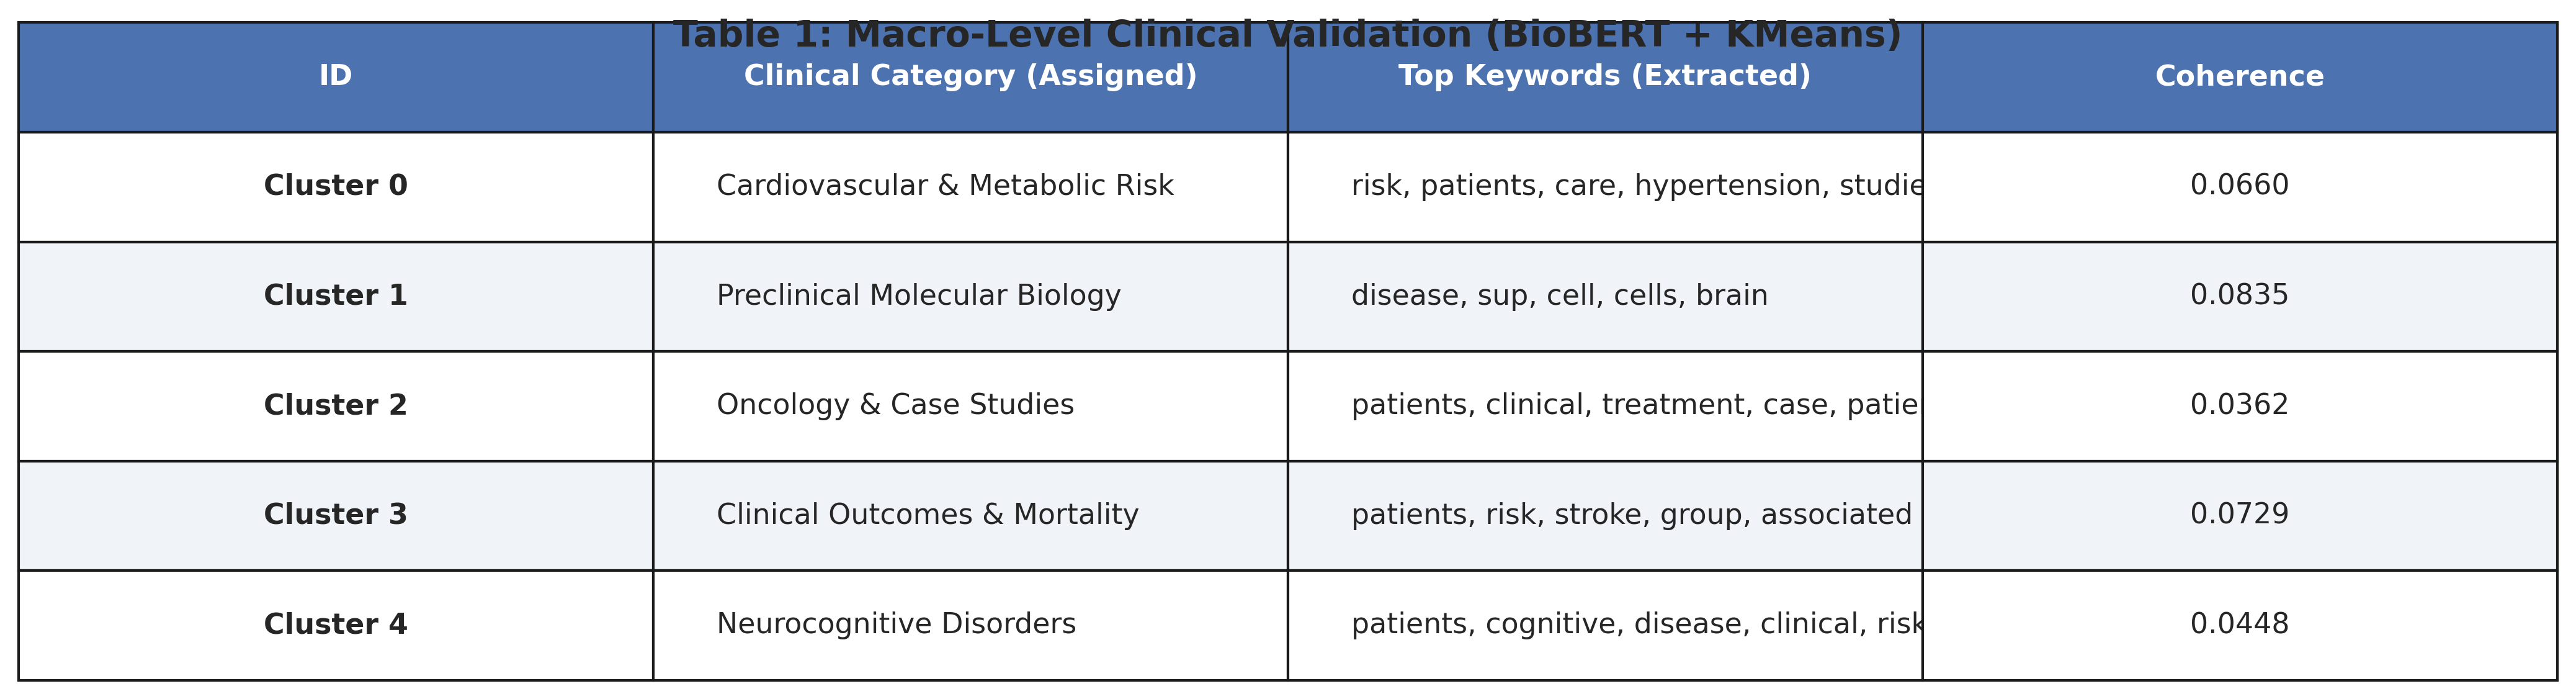 Table 1: Macro-Level Clinical Validation (BioBERT + KMeans)
ID Clinical Category (Assigned) Top Keywords (Extracted) Coherence
Cluster 0 Cardiovascular & Metabolic Risk risk, patients, care, hypertension, studie 0.0660
Cluster 1 Preclinical Molecular Biology disease, sup, cell, cells, brain 0.0835
Cluster 2 Oncology & Case Studies patients, clinical, treatment, case, patie 0.0362
Cluster 3 Clinical Outcomes & Mortality patients, risk, stroke, group, associated 0.0729
Cluster 4 Neurocognitive Disorders patients, cognitive, disease, clinical, risk 0.0448